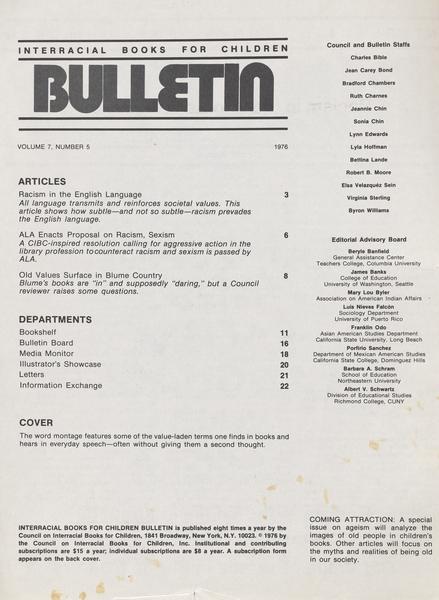 INTERRACIAL BOOKS FOR CHILDREN
BULLETIN
VOLUME 7, NUMBER 5 1976
ARTICLES
Racism in the English Language 3
All language transmits and reinforces societal values. This
article shows how subtle—and not so subtle—racism prevades
the English language.
ALA Enacts Proposal on Racism, Sexism 6
A CIBC-inspired resolution calling for aggressive action in the
library profession to counteract racism and sexism is passed by
ALA.
Old Values Surface in Blume Country 8
Blume's books are "in" and supposedly "daring," but a Council
reviewer raises some questions.
DEPARTMENTS
Bookshelf 11
Bulletin Board 16
Media Monitor 18
Illustrator's Showcase 20
Letters 21
Information Exchange 22
COVER
The word montage features some of the value-laden terms one finds in books and
hears in everyday speech—often without giving them a second thought.
INTERRACIAL BOOKS FOR CHILDREN BULLETIN is published eight times a year by the
Council on Interracial Books for Children, 1841 Broadway, New York, N.Y. 10023. © 1976 by
the Council on Interracial Books for Children, Inc. Institutional and contributing
subscriptions are $15 a year; individual subscriptions are $8 a year. A subscription form
appears on the back cover.
Council and Bulletin Staffs
Charles Bible
Jean Carey Bond
Bradford Chambers
Ruth Charnes
Jeannie Chin
Sonia Chin
Lynn Edwards
Lyla Hoffman
Bettina Lande
Robert B. Moore
Elsa Velazquéz Sein
Virginia Sterling
Byron Williams
Editorial Advisory Board
Beryle Banfield
General Assistance Center
Teachers College, Columbia University
James Banks
College of Education
University of Washington, Seattle
Mary Lou Byler
Association on American Indian Affairs
Luis Nieves Falcón
Sociology Department
University of Puerto Rico
Franklin Odo
Asian American Studies Department
California State University, Long Beach
Porfirio Sanchez
Department of Mexican American Studies
California State College, Dominguez Hills
Barbara A. Schram
School of Education
Northeastern University
Albert V. Schwartz
Division of Educational Studies
Richmond College, CUNY
COMING ATTRACTION: A special
issue on ageism will analyze the
images of old people in children's
books. Other articles will focus on
the myths and realities of being old
in our society.